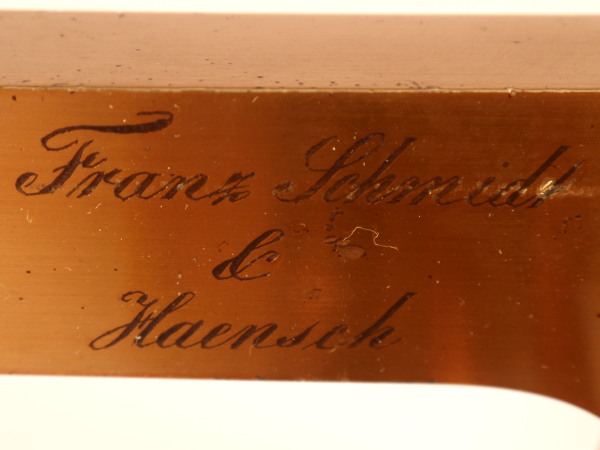 Franz Schmidt
&
Haensch